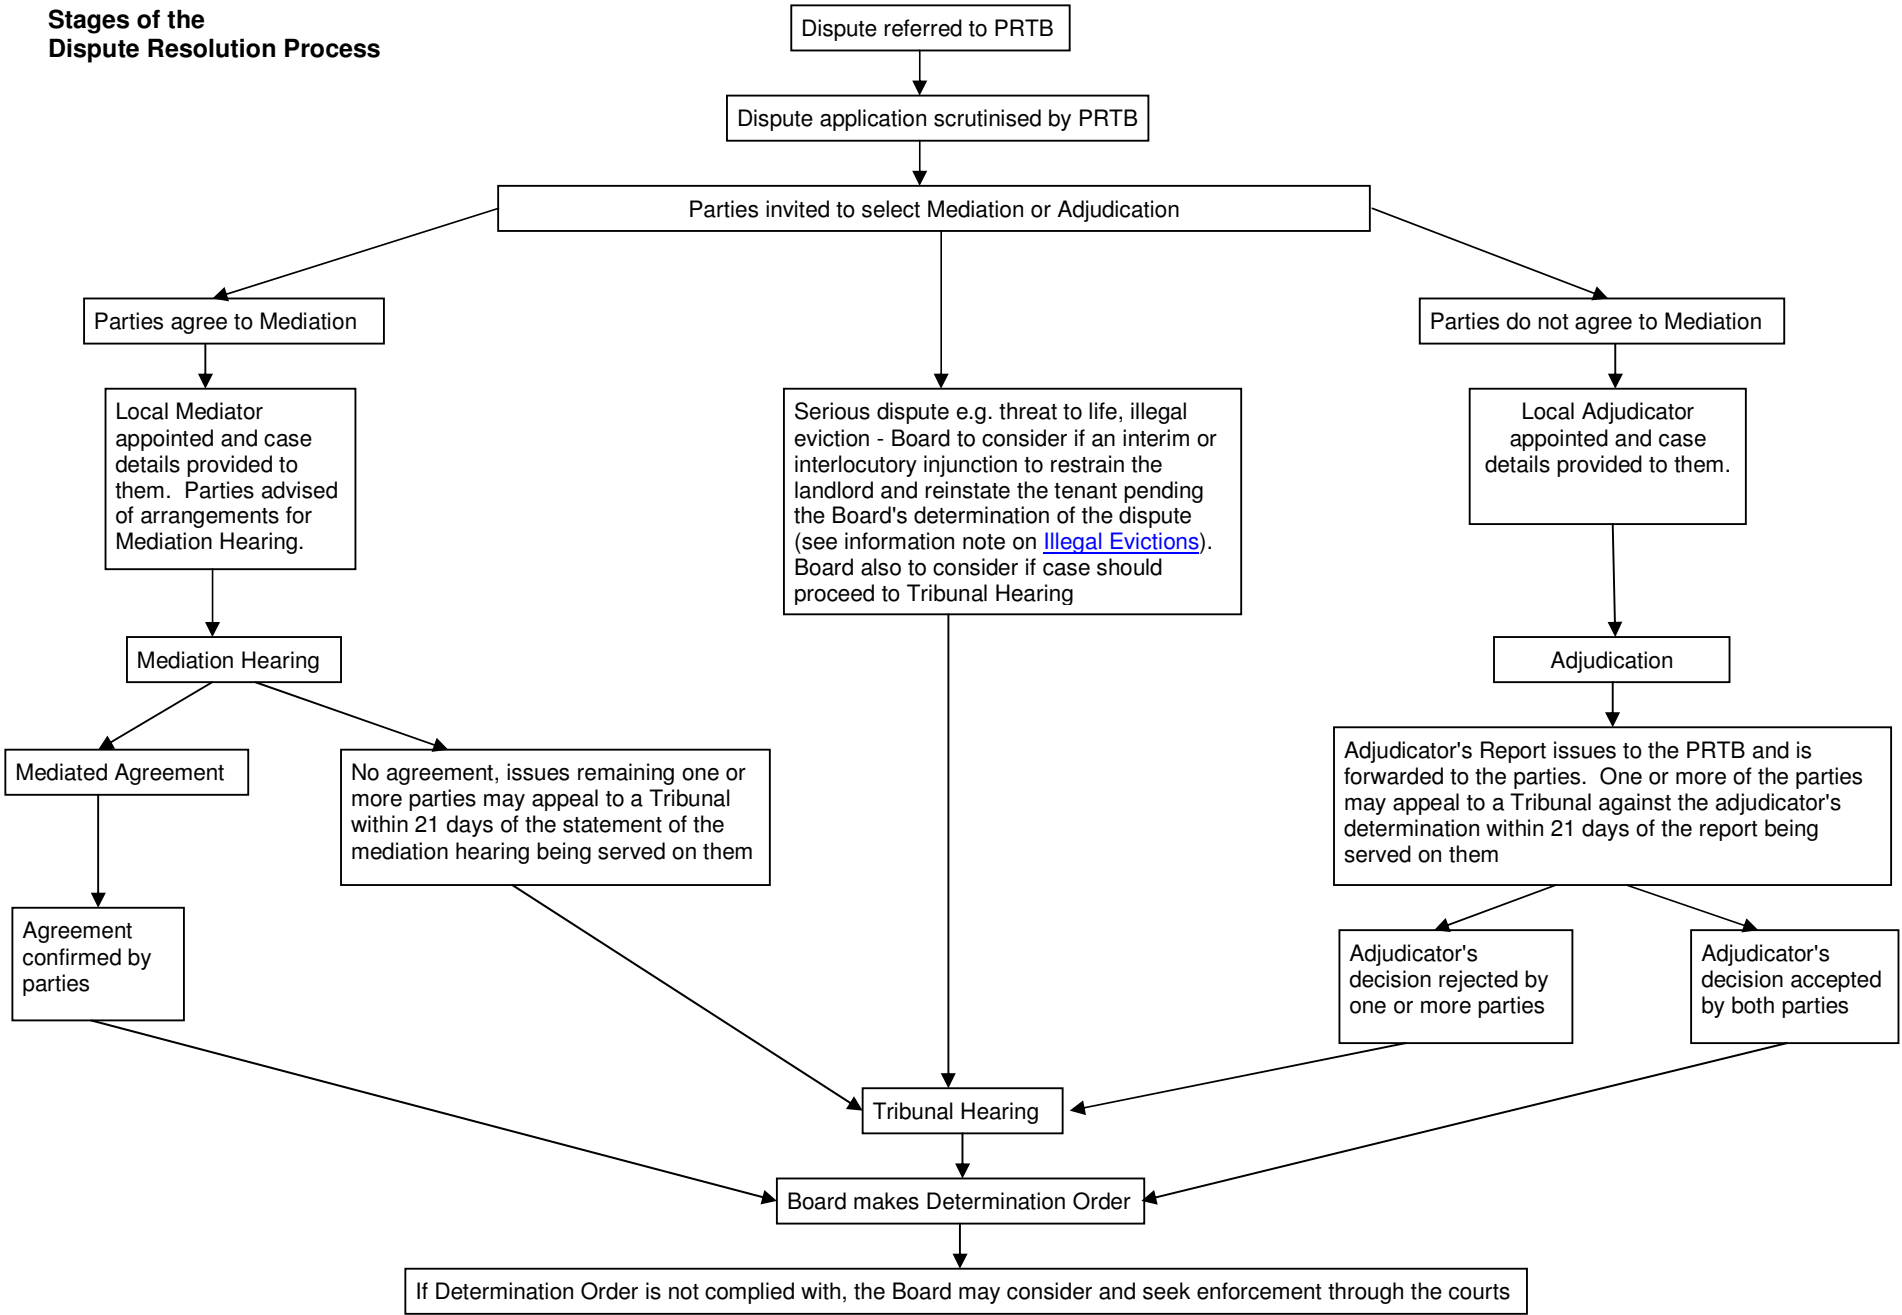 Stages of the
Dispute Resolution Process
Dispute referred to PRTB
Dispute application scrutinised by PRTB
Parties invited to select Mediation or Adjudication
Parties agree to Mediation
Parties do not agree to Mediation
Local Mediator
appointed and case
details provided to
them. Parties advised
of arrangements for
Mediation Hearing.
Serious dispute e.g. threat to life, illegal
eviction - Board to consider if an interim or
interlocutory injunction to restrain the
landlord and reinstate the tenant pending
the Board's determination of the dispute
(see information note on Illegal Evictions).
Board also to consider if case should
proceed to Tribunal Hearing
Local Adjudicator
appointed and case
details provided to them.
Mediation Hearing
Adjudication
Mediated Agreement
No agreement, issues remaining one or
more parties may appeal to a Tribunal
within 21 days of the statement of the
mediation hearing being served on them
Adjudicator's Report issues to the PRTB and is
forwarded to the parties. One or more of the parties
may appeal to a Tribunal against the adjudicator's
determination within 21 days of the report being
served on them
Agreement
confirmed by
parties
Adjudicator's
decision rejected by
one or more parties
Adjudicator's
decision accepted
by both parties
Tribunal Hearing
Board makes Determination Order
If Determination Order is not complied with, the Board may consider and seek enforcement through the courts